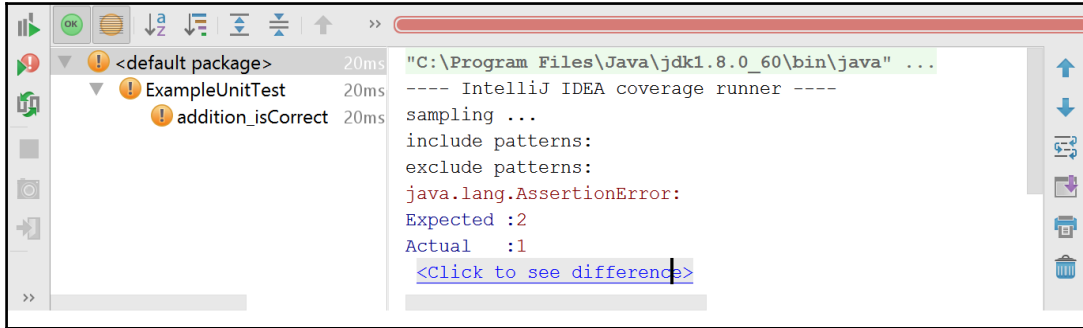 OK
a
z
>>
<default package> 20ms
ExampleUnitTest 20ms
addition_isCorrect 20ms
"C:\Program Files\Java\jdk1.8.0_60\bin\java" ...
---- IntelliJ IDEA coverage runner ----
sampling ...
include patterns:
exclude patterns:
java.lang.AssertionError:
Expected :2
Actual   :1
<Click to see difference>
>>